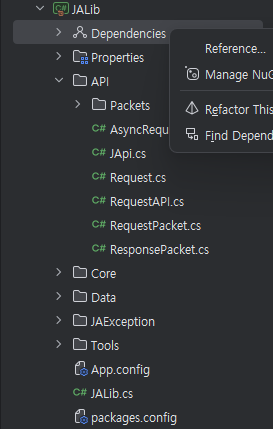 JALib
Dependencies
Reference...
Properties
Manage NuG
API
Packets
Refactor This
AsyncRequ
Find Depend
JApi.cs
Request.cs
RequestAPI.cs
RequestPacket.cs
ResponsePacket.cs
Core
Data
JAException
Tools
App.config
JALib.cs
packages.config